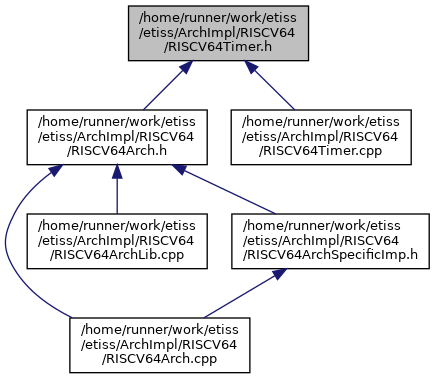 /home/runner/work/etiss
/etiss/ArchImpl/RISCV64
/RISCV64Timer.h
/home/runner/work/etiss
/etiss/ArchImpl/RISCV64
/RISCV64Arch.h
/home/runner/work/etiss
/etiss/ArchImpl/RISCV64
/RISCV64Timer.cpp
/home/runner/work/etiss
/etiss/ArchImpl/RISCV64
/RISCV64ArchLib.cpp
/home/runner/work/etiss
/etiss/ArchImpl/RISCV64
/RISCV64ArchSpecificImp.h
/home/runner/work/etiss
/etiss/ArchImpl/RISCV64
/RISCV64Arch.cpp